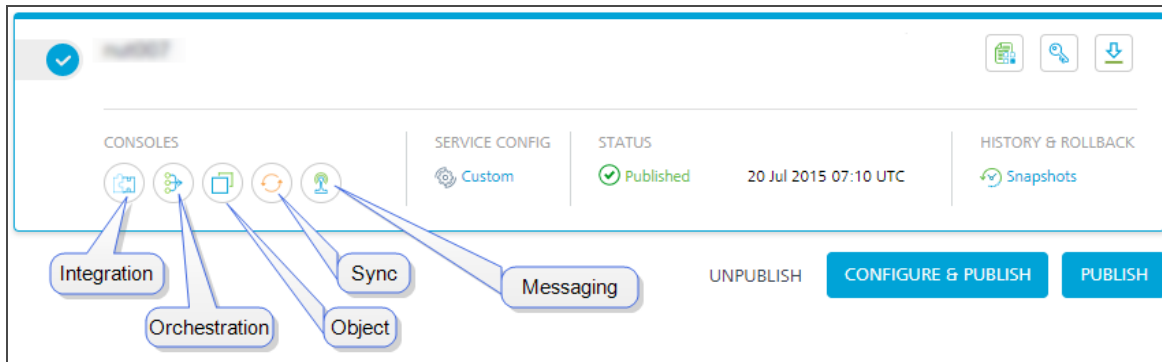 CONSOLES
SERVICE CONFIG
STATUS
HISTORY & ROLLBACK
Custom
Published
20 Jul 2015 07:10 UTC
Snapshots
Integration
Sync
Messaging
Orchestration
Object
UNPUBLISH
CONFIGURE & PUBLISH
PUBLISH